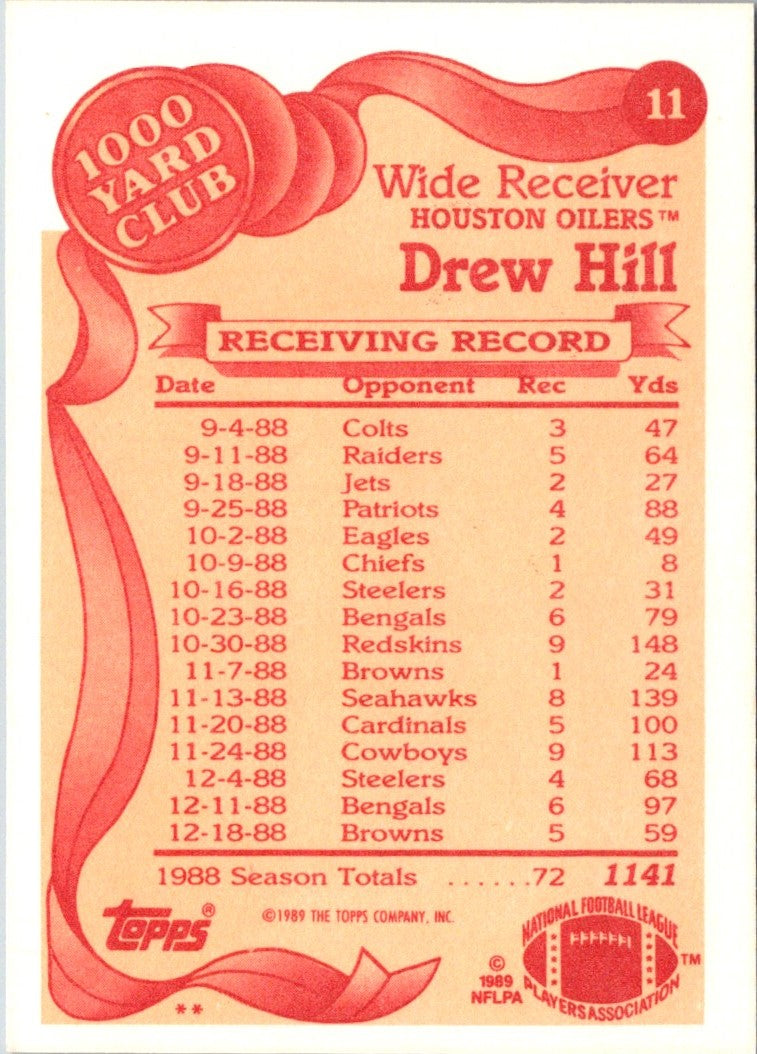 1000
YARD
CLUB
11
Wide Receiver
HOUSTON OILERS™
Drew Hill
RECEIVING RECORD
Date Opponent Rec Yds
9-4-88 Colts 3 47
9-11-88 Raiders 5 64
9-18-88 Jets 2 27
9-25-88 Patriots 4 88
10-2-88 Eagles 2 49
10-9-88 Chiefs 1 8
10-16-88 Steelers 2 31
10-23-88 Bengals 6 79
10-30-88 Redskins 9 148
11-7-88 Browns 1 24
11-13-88 Seahawks 8 139
11-20-88 Cardinals 5 100
11-24-88 Cowboys 9 113
12-4-88 Steelers 4 68
12-11-88 Bengals 6 97
12-18-88 Browns 5 59
1988 Season Totals ......72 1141
Topps®
©1989 THE TOPPS COMPANY, INC.
NATIONAL FOOTBALL LEAGUE
PLAYERS ASSOCIATION
™
©
1989
NFLPA
**